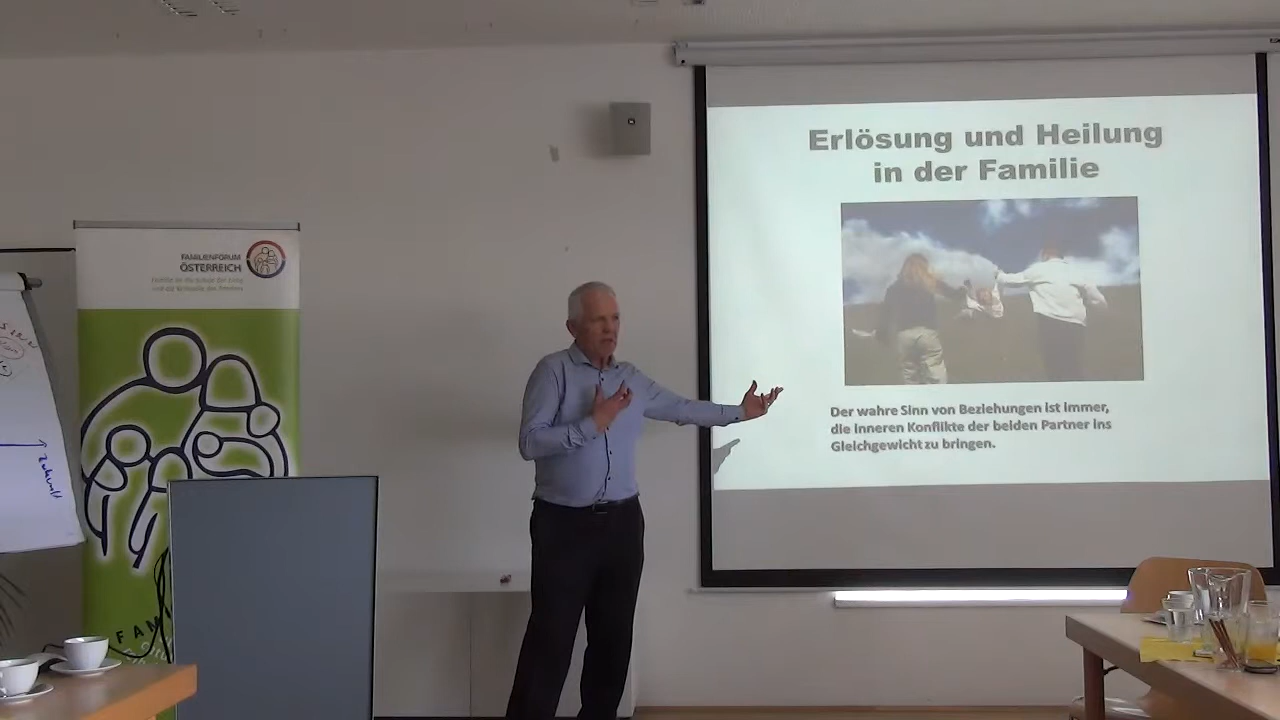 Erlösung und Heilung
in der Familie
Der wahre Sinn von Beziehungen ist immer,
die inneren Konflikte der beiden Partner ins
Gleichgewicht zu bringen.
FAMILIENFORUM
ÖSTERREICH
Zukunft
FAM